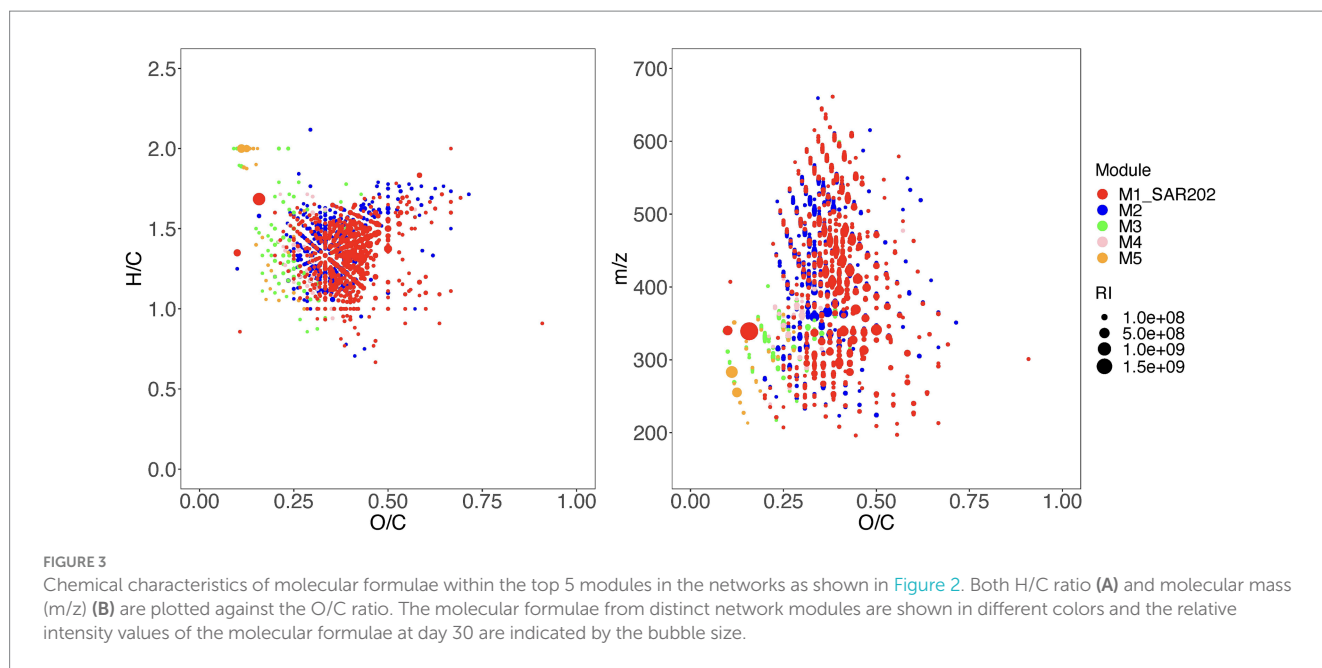 2.5
2.0
1.5
1.0
0.5
0.0
H/C
0.00 0.25 0.50 0.75 1.00
O/C
700
600
500
400
300
200
m/z
0.00 0.25 0.50 0.75 1.00
O/C
Module
M1_SAR202
M2
M3
M4
M5
RI
1.0e+08
5.0e+08
1.0e+09
1.5e+09
FIGURE 3
Chemical characteristics of molecular formulae within the top 5 modules in the networks as shown in Figure 2. Both H/C ratio (A) and molecular mass
(m/z) (B) are plotted against the O/C ratio. The molecular formulae from distinct network modules are shown in different colors and the relative
intensity values of the molecular formulae at day 30 are indicated by the bubble size.